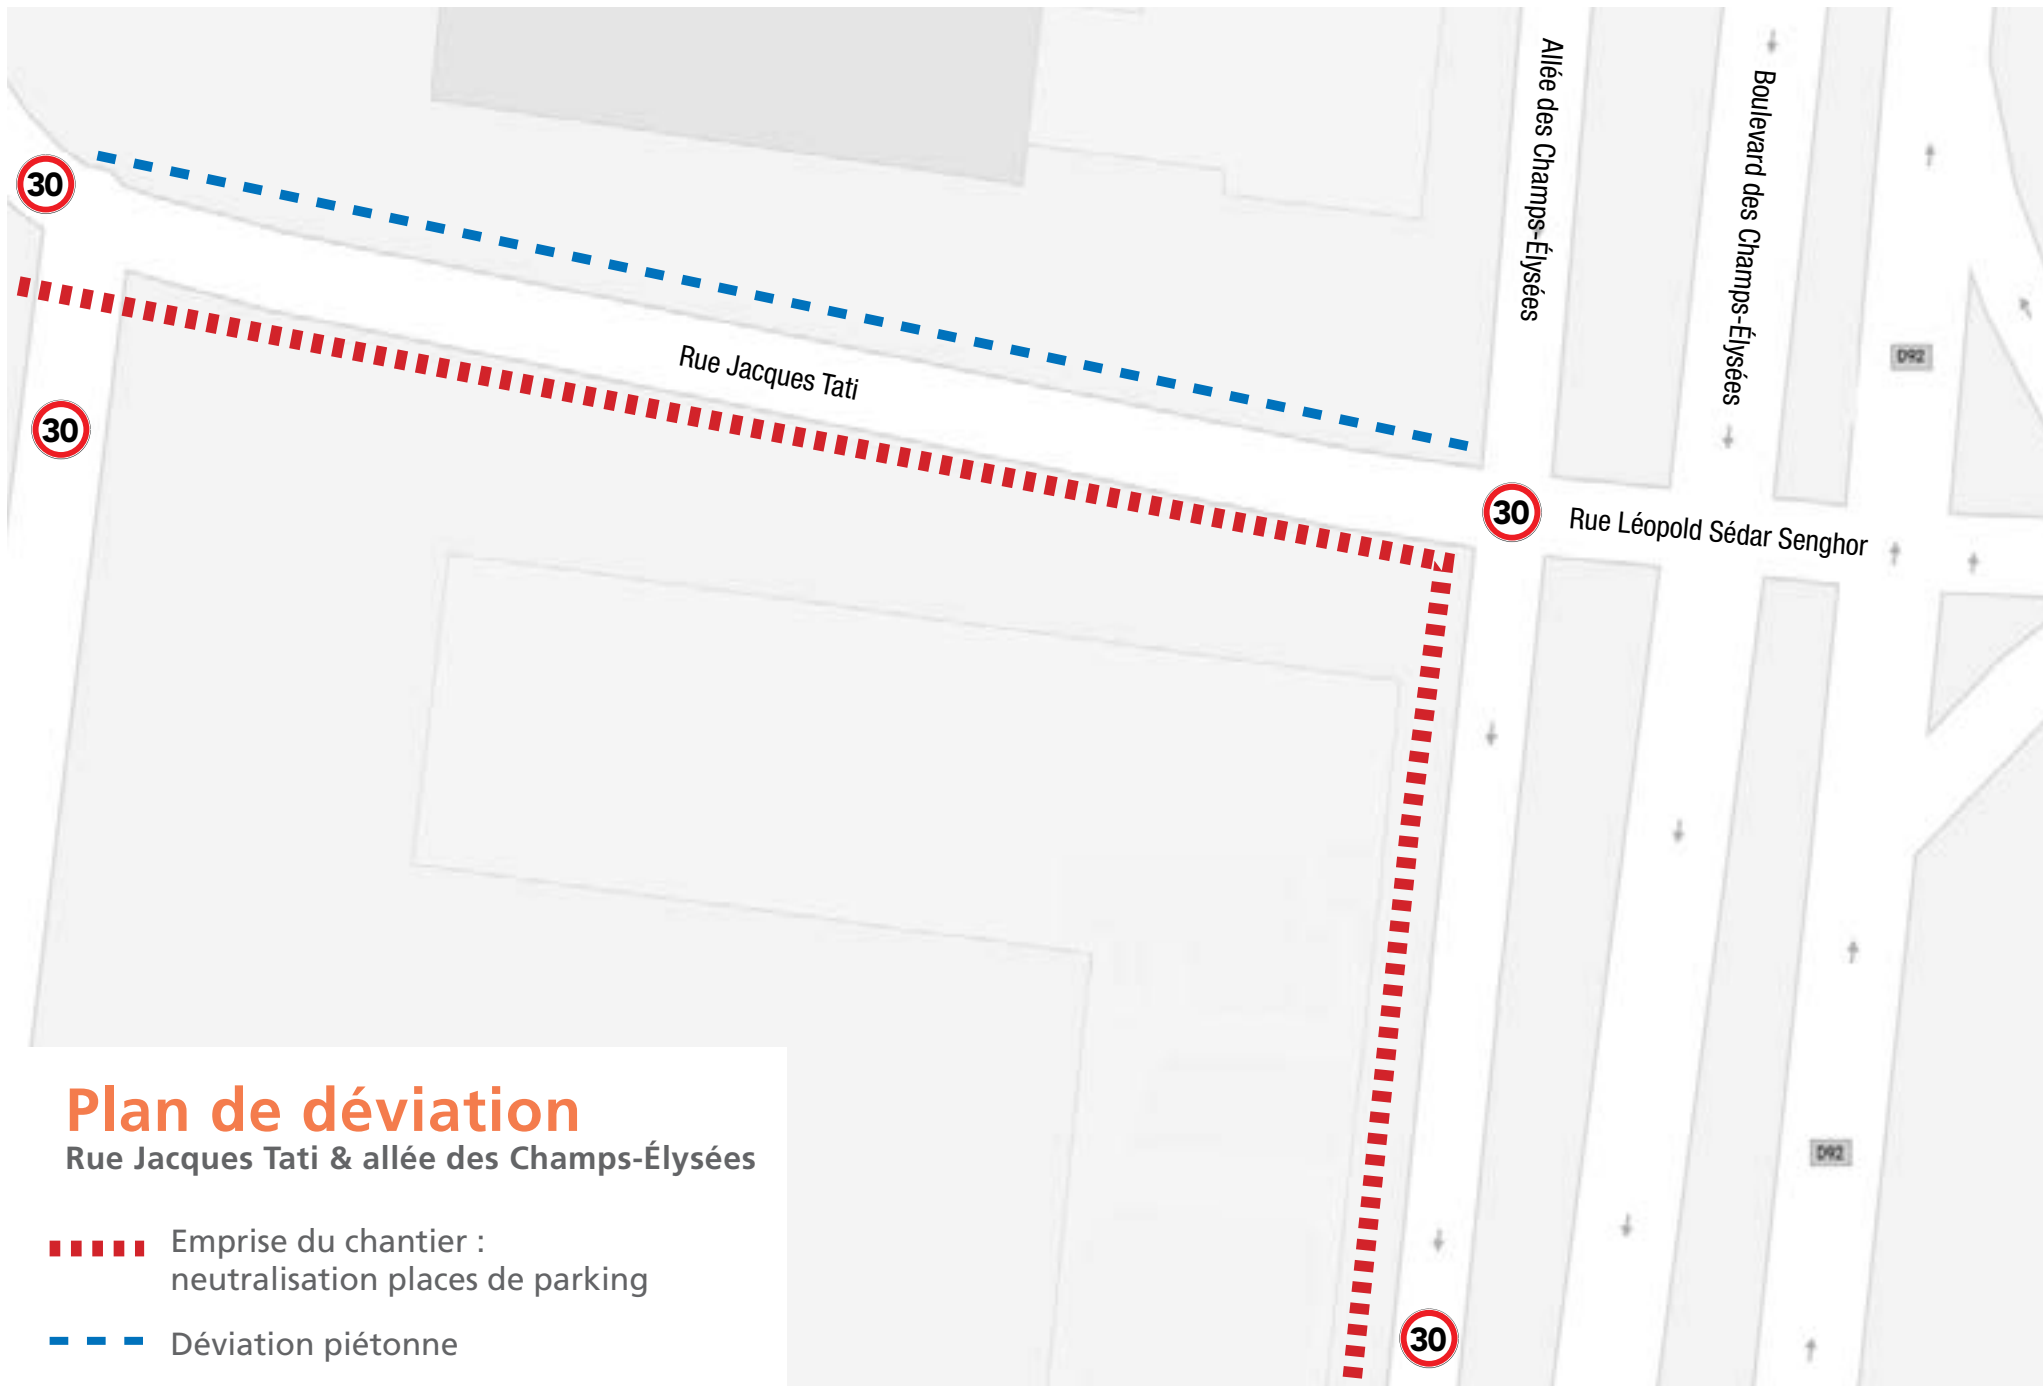 Allée des Champs-Élysées
Boulevard des Champs-Élysées
30
D92
30
Rue Jacques Tati
30
Rue Léopold Sédar Senghor
Plan de déviation
Rue Jacques Tati & allée des Champs-Élysées
D92
Emprise du chantier :
neutralisation places de parking
30
Déviation piétonne